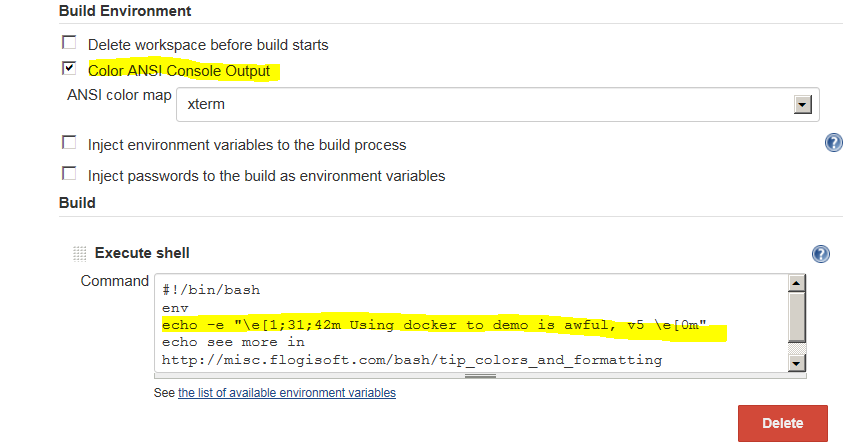 Build Environment
Delete workspace before build starts
Color ANSI Console Output
ANSI color map xterm
Inject environment variables to the build process
Inject passwords to the build as environment variables
Build
Execute shell
Command
#!/bin/bash
env
echo -e "\e[1;31;42m Using docker to demo is awful, v5 \e[0m"
echo see more in
http://misc.flogisoft.com/bash/tip_colors_and_formatting
See the list of available environment variables
Delete